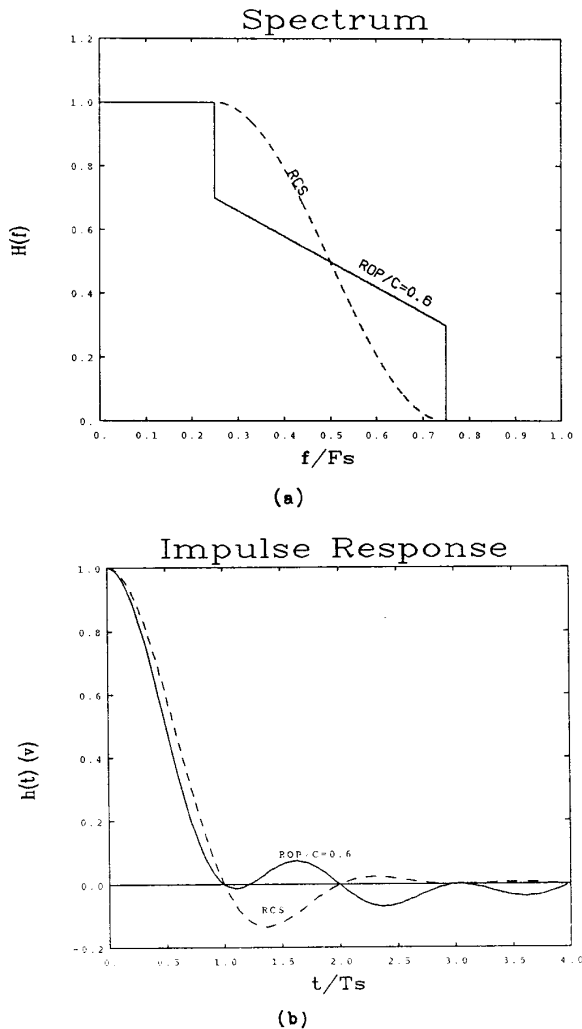 Spectrum
1.2
1.0
0.8
0.6
0.4
0.2
0.
H(f)
RCS
ROP/C=0.6
0. 0.1 0.2 0.3 0.4 0.5 0.6 0.7 0.8 0.9 1.0
f/Fs
(a)
Impulse Response
1.0
0.8
0.6
0.4
0.2
0.0
-0.2
h(t) (v)
ROP/C=0.6
RCS
0. 0.5 1.0 1.5 2.0 2.5 3.0 3.5 4.0
t/Ts
(b)